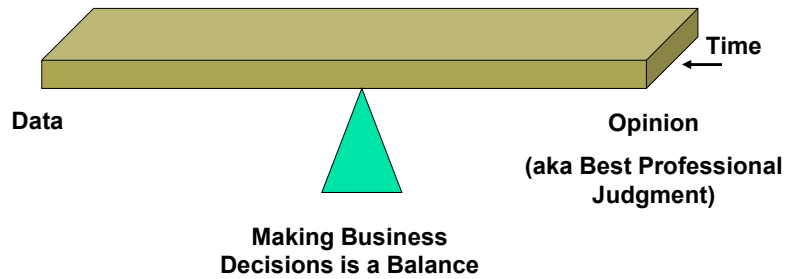 Time
Data
Opinion
(aka Best Professional
Judgment)
Making Business
Decisions is a Balance